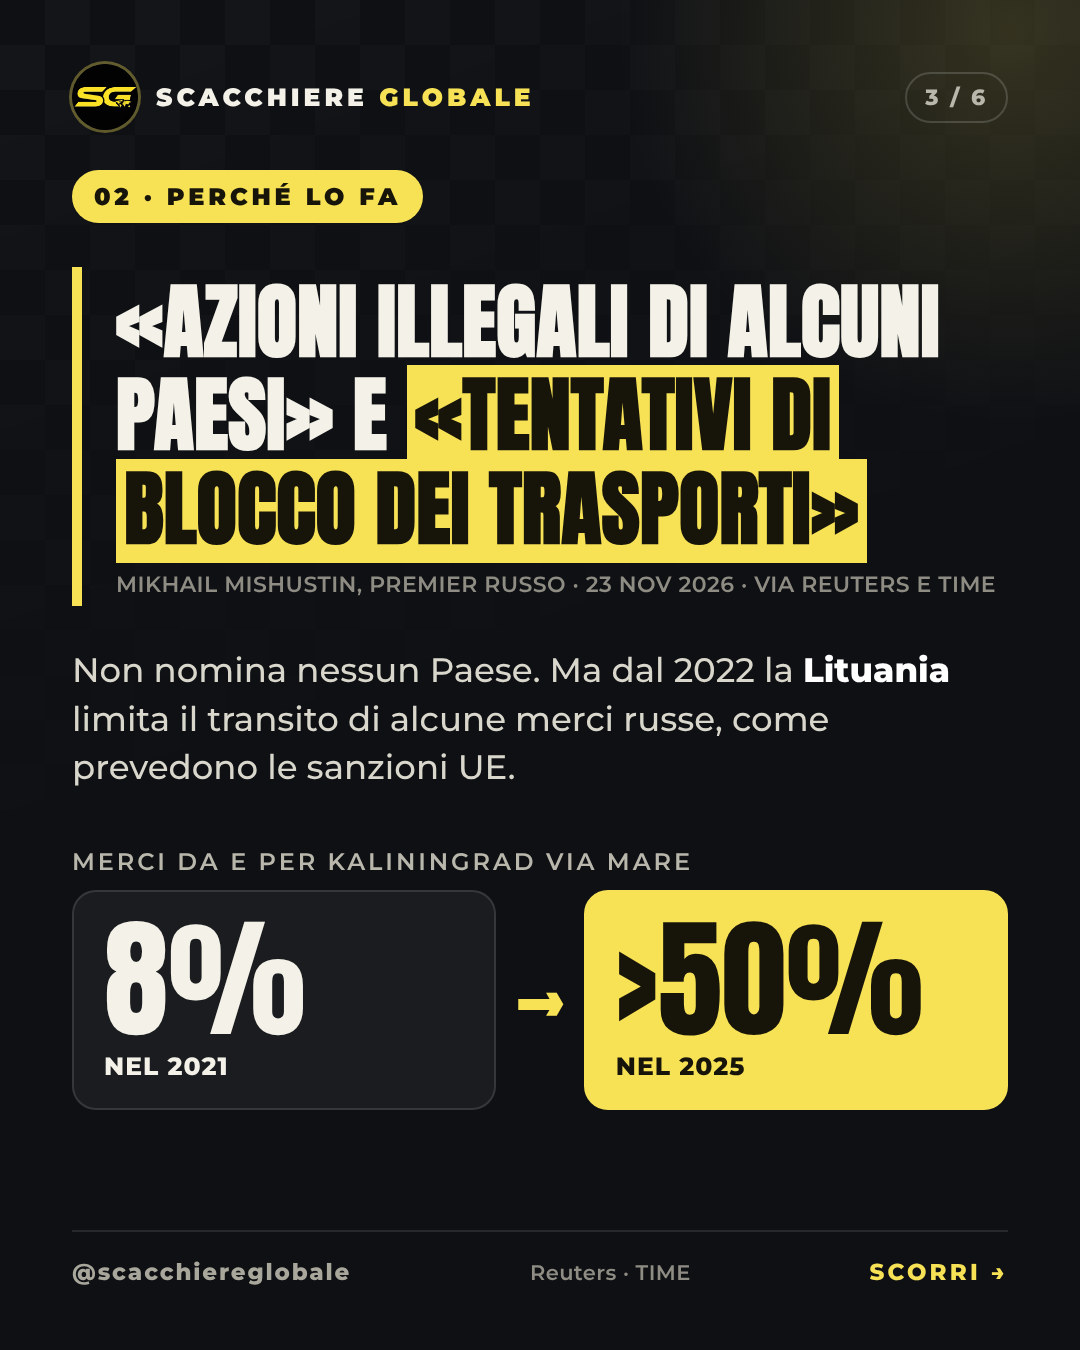 SG
SCACCHIERE GLOBALE
3 / 6
02 · PERCHÉ LO FA
«AZIONI ILLEGALI DI ALCUNI
PAESI» E «TENTATIVI DI
BLOCCO DEI TRASPORTI»
MIKHAIL MISHUSTIN, PREMIER RUSSO · 23 NOV 2026 · VIA REUTERS E TIME
Non nomina nessun Paese. Ma dal 2022 la Lituania
limita il transito di alcune merci russe, come
prevedono le sanzioni UE.
MERCI DA E PER KALININGRAD VIA MARE
8%
NEL 2021
→
>50%
NEL 2025
@scacchiereglobale
Reuters · TIME
SCORRI →